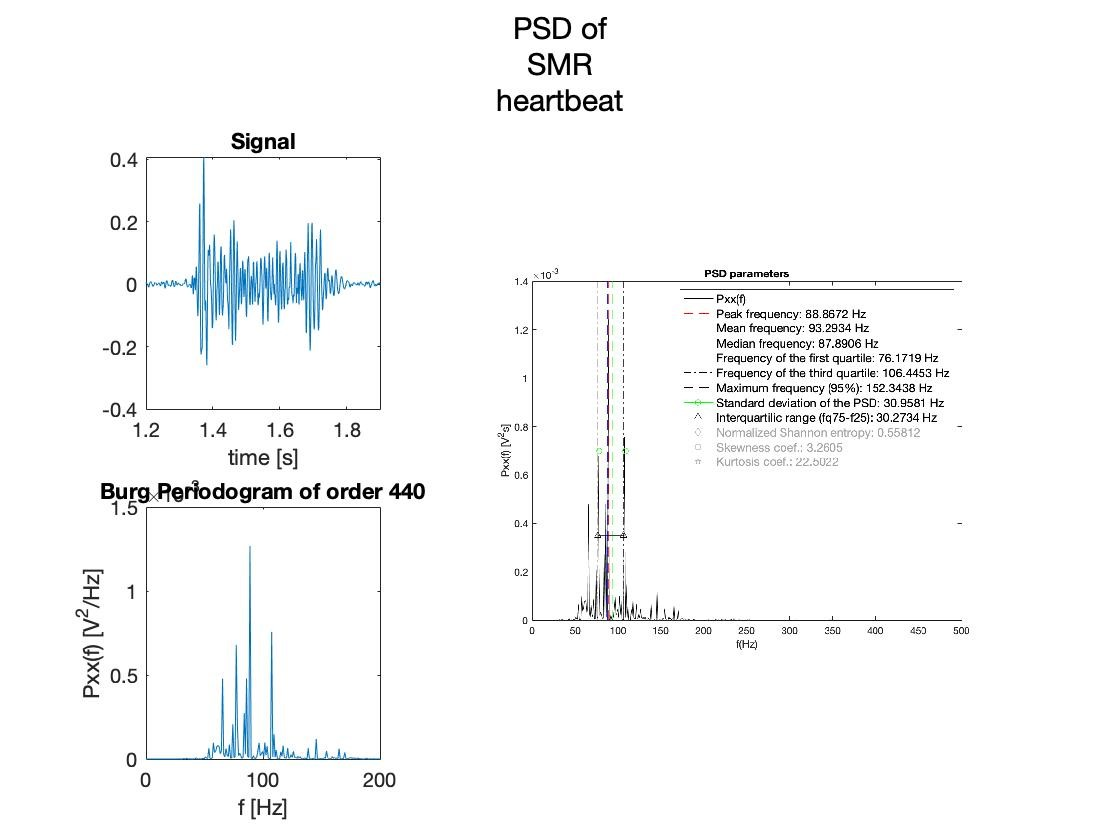 PSD of
SMR
heartbeat
Signal
0.4
0.2
0
-0.2
-0.4
1.2 1.4 1.6 1.8
time [s]
Burg Periodogram of order 440
1.5
1
0.5
0
Pxx(f) [V²/Hz]
0 100 200
f [Hz]
PSD parameters
×10⁻³
1.4
1.2
1
0.8
0.6
0.4
0.2
0
Pxx(f) [V²s]
0 50 100 150 200 250 300 350 400 450 500
f(Hz)
Pxx(f)
Peak frequency: 88.8672 Hz
Mean frequency: 93.2934 Hz
Median frequency: 87.8906 Hz
Frequency of the first quartile: 76.1719 Hz
Frequency of the third quartile: 106.4453 Hz
Maximum frequency (95%): 152.3438 Hz
Standard deviation of the PSD: 30.9581 Hz
Interquartilic range (fq75-f25): 30.2734 Hz
Normalized Shannon entropy: 0.55812
Skewness coef.: 3.2605
Kurtosis coef.: 22.5022